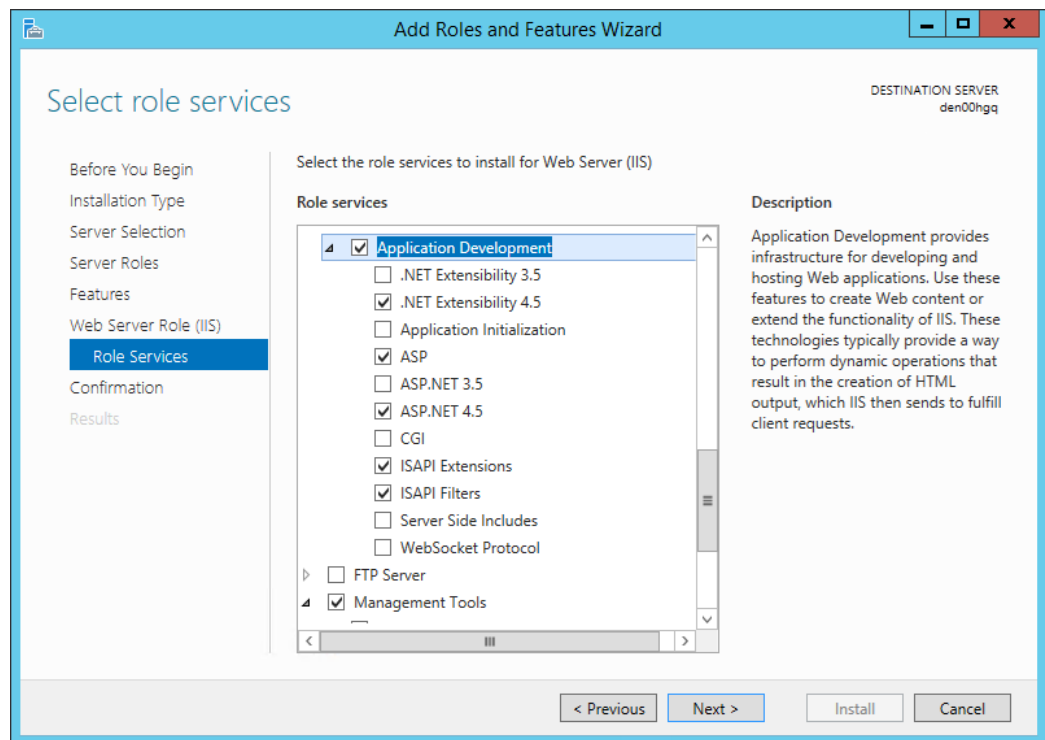 Add Roles and Features Wizard
Select role services
DESTINATION SERVER
den00hgq
Before You Begin
Installation Type
Server Selection
Server Roles
Features
Web Server Role (IIS)
Role Services
Confirmation
Results
Select the role services to install for Web Server (IIS)
Role services
Application Development
.NET Extensibility 3.5
.NET Extensibility 4.5
Application Initialization
ASP
ASP.NET 3.5
ASP.NET 4.5
CGI
ISAPI Extensions
ISAPI Filters
Server Side Includes
WebSocket Protocol
FTP Server
Management Tools
Description
Application Development provides
infrastructure for developing and
hosting Web applications. Use these
features to create Web content or
extend the functionality of IIS. These
technologies typically provide a way
to perform dynamic operations that
result in the creation of HTML
output, which IIS then sends to fulfill
client requests.
< Previous
Next >
Install
Cancel